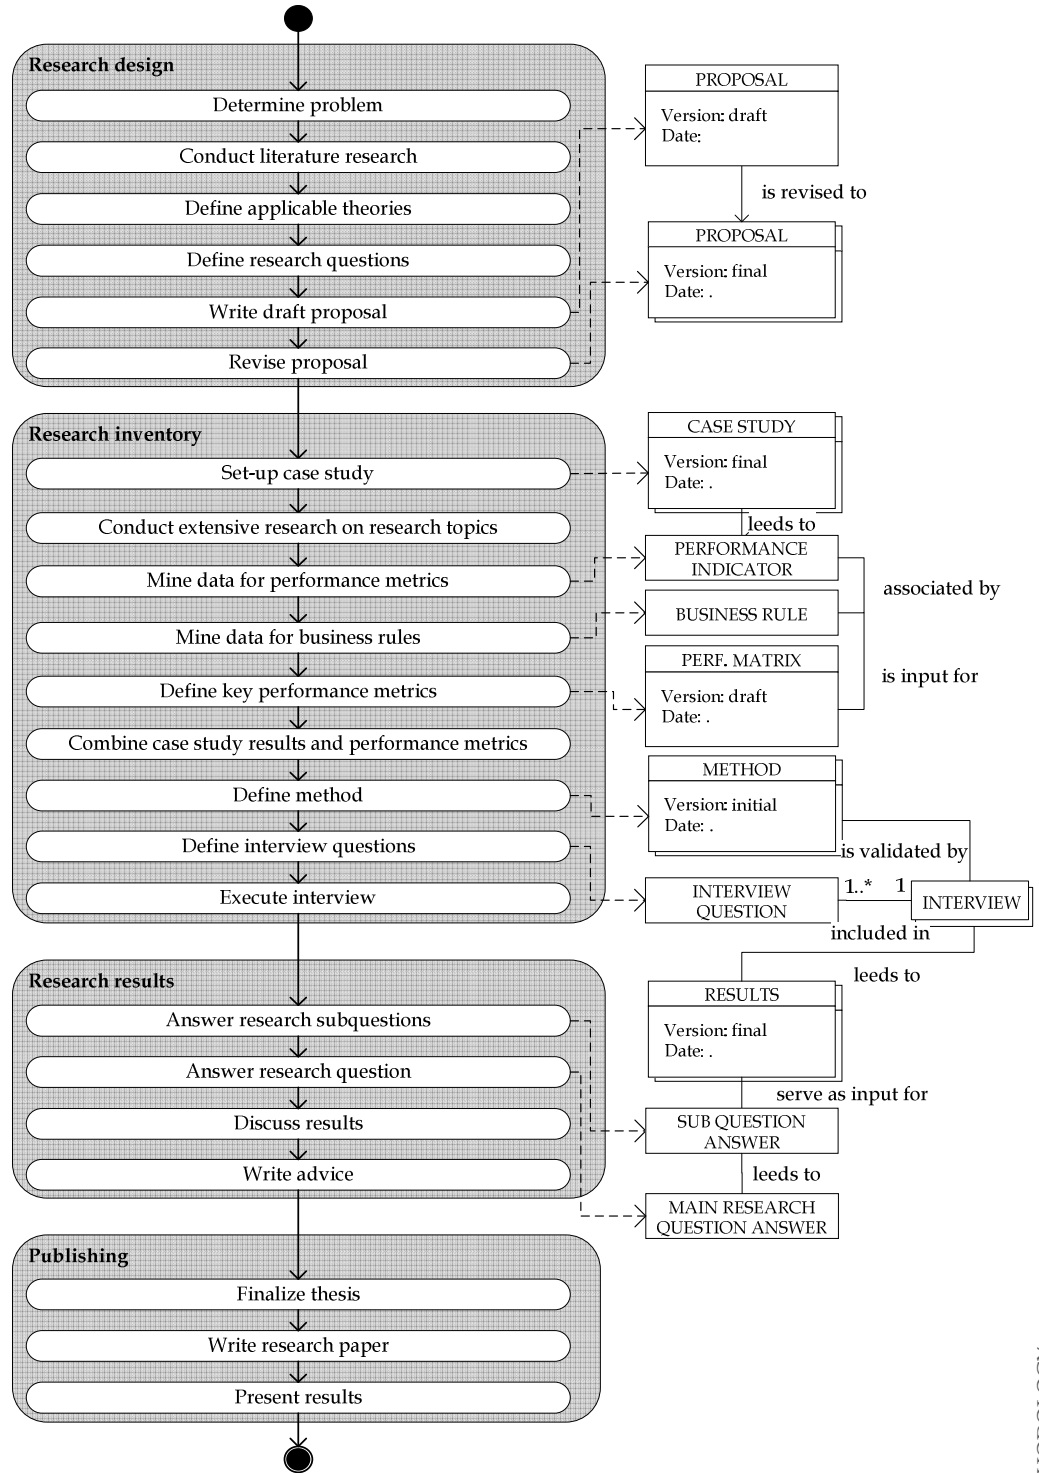 Research design
Determine problem
Conduct literature research
Define applicable theories
Define research questions
Write draft proposal
Revise proposal
PROPOSAL
Version: draft
Date:
is revised to
PROPOSAL
Version: final
Date: .
Research inventory
Set-up case study
Conduct extensive research on research topics
Mine data for performance metrics
Mine data for business rules
Define key performance metrics
Combine case study results and performance metrics
Define method
Define interview questions
Execute interview
CASE STUDY
Version: final
Date: .
leeds to
PERFORMANCE
INDICATOR
associated by
BUSINESS RULE
is input for
PERF. MATRIX
Version: draft
Date: .
METHOD
Version: initial
Date: .
is validated by
INTERVIEW
QUESTION
1..* 1
INTERVIEW
included in
leeds to
Research results
Answer research subquestions
Answer research question
Discuss results
Write advice
RESULTS
Version: final
Date: .
serve as input for
SUB QUESTION
ANSWER
leeds to
MAIN RESEARCH
QUESTION ANSWER
Publishing
Finalize thesis
Write research paper
Present results